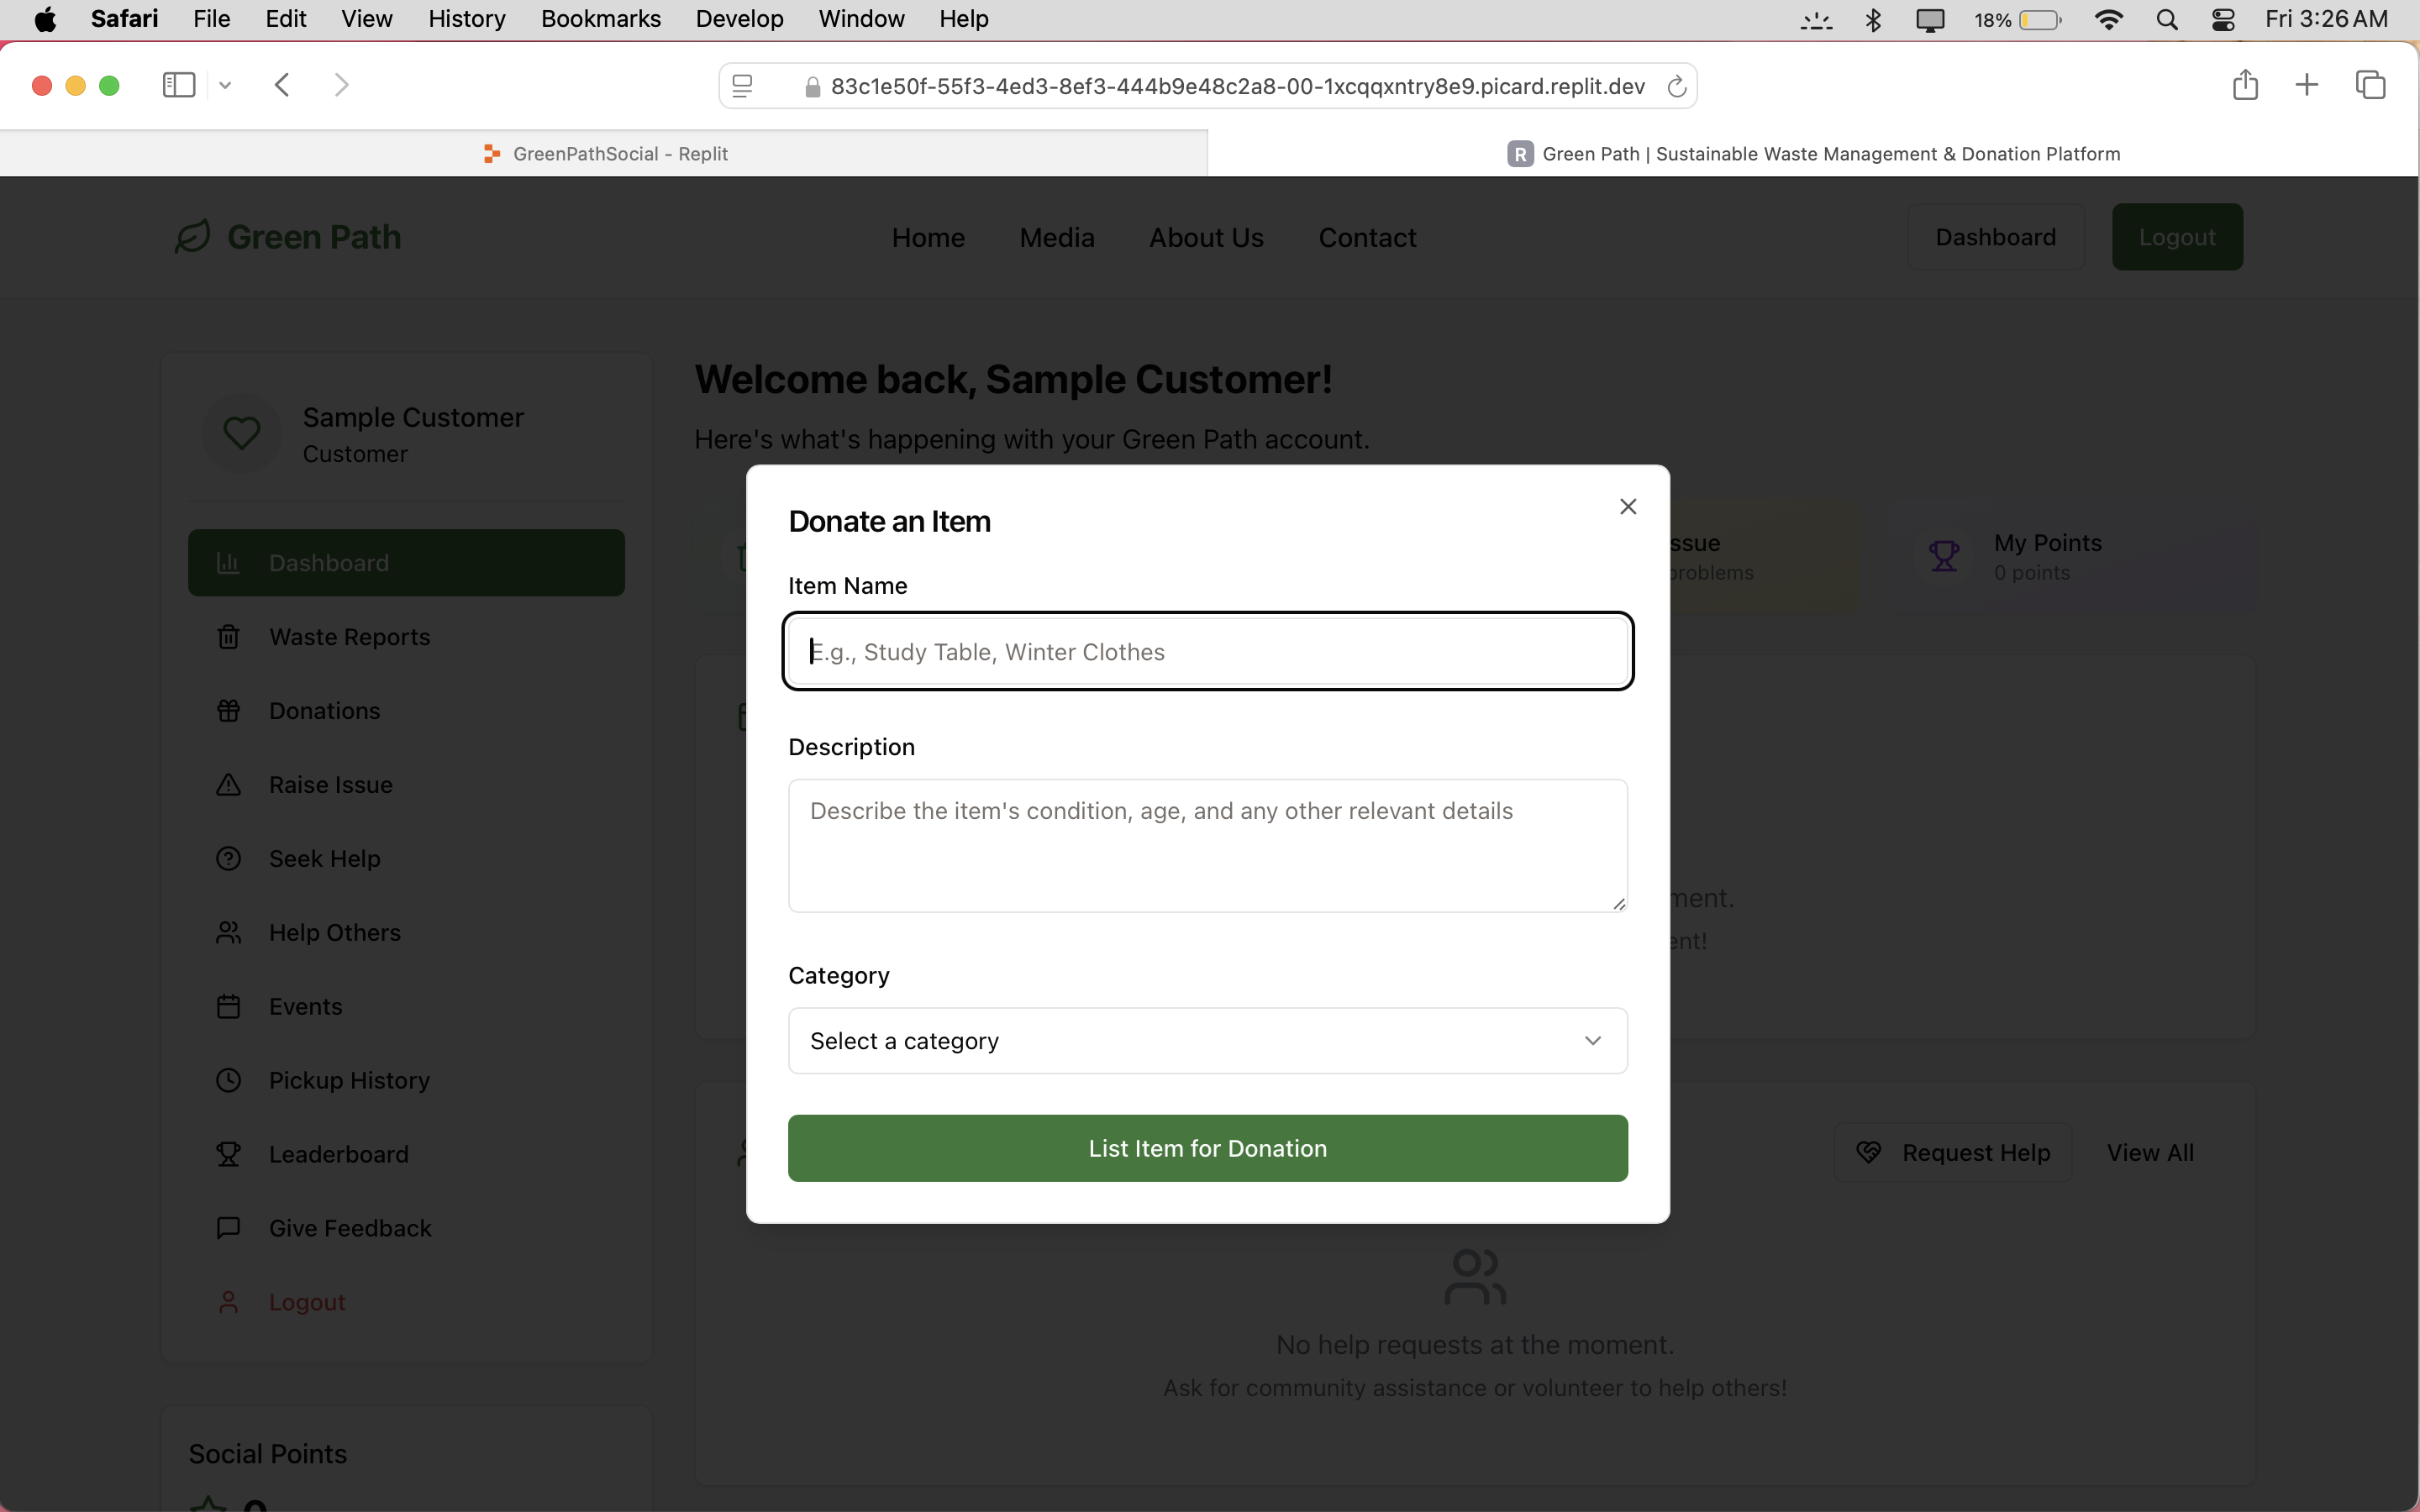 Safari File Edit View History Bookmarks Develop Window Help 18% Fri 3:26 AM
83c1e50f-55f3-4ed3-8ef3-444b9e48c2a8-00-1xcqqxntry8e9.picard.replit.dev
GreenPathSocial - Replit
R Green Path | Sustainable Waste Management & Donation Platform
Green Path Home Media About Us Contact Dashboard Logout
Sample Customer
Customer
Dashboard
Waste Reports
Donations
Raise Issue
Seek Help
Help Others
Events
Pickup History
Leaderboard
Give Feedback
Logout
Social Points
0
Welcome back, Sample Customer!
Here's what's happening with your Green Path account.
ssue
problems
My Points
0 points
Donate an Item
Item Name
E.g., Study Table, Winter Clothes
Description
Describe the item's condition, age, and any other relevant details
Category
Select a category
List Item for Donation
ment.
ent!
Request Help View All
No help requests at the moment.
Ask for community assistance or volunteer to help others!